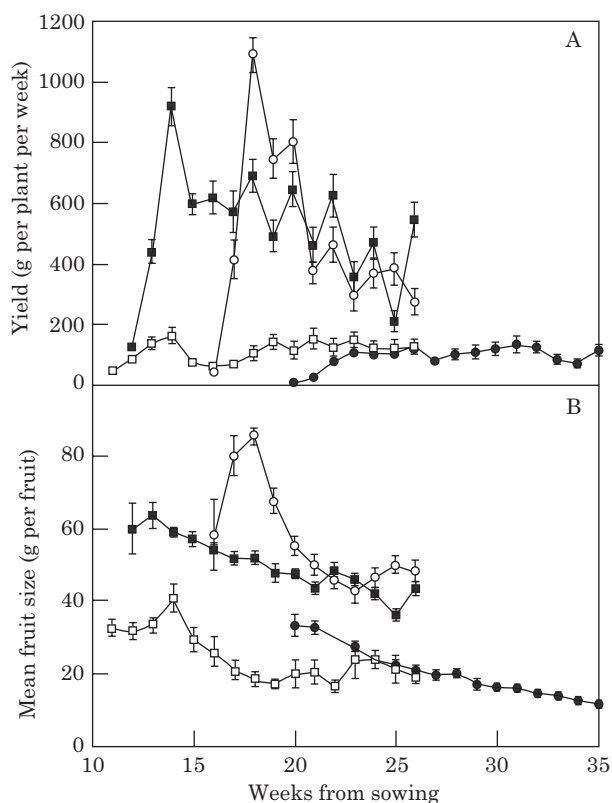 1200
A
1000
800
600
400
200
0
Yield (g per plant per week)
B
80
60
40
20
0
Mean fruit size (g per fruit)
10 15 20 25 30 35
Weeks from sowing